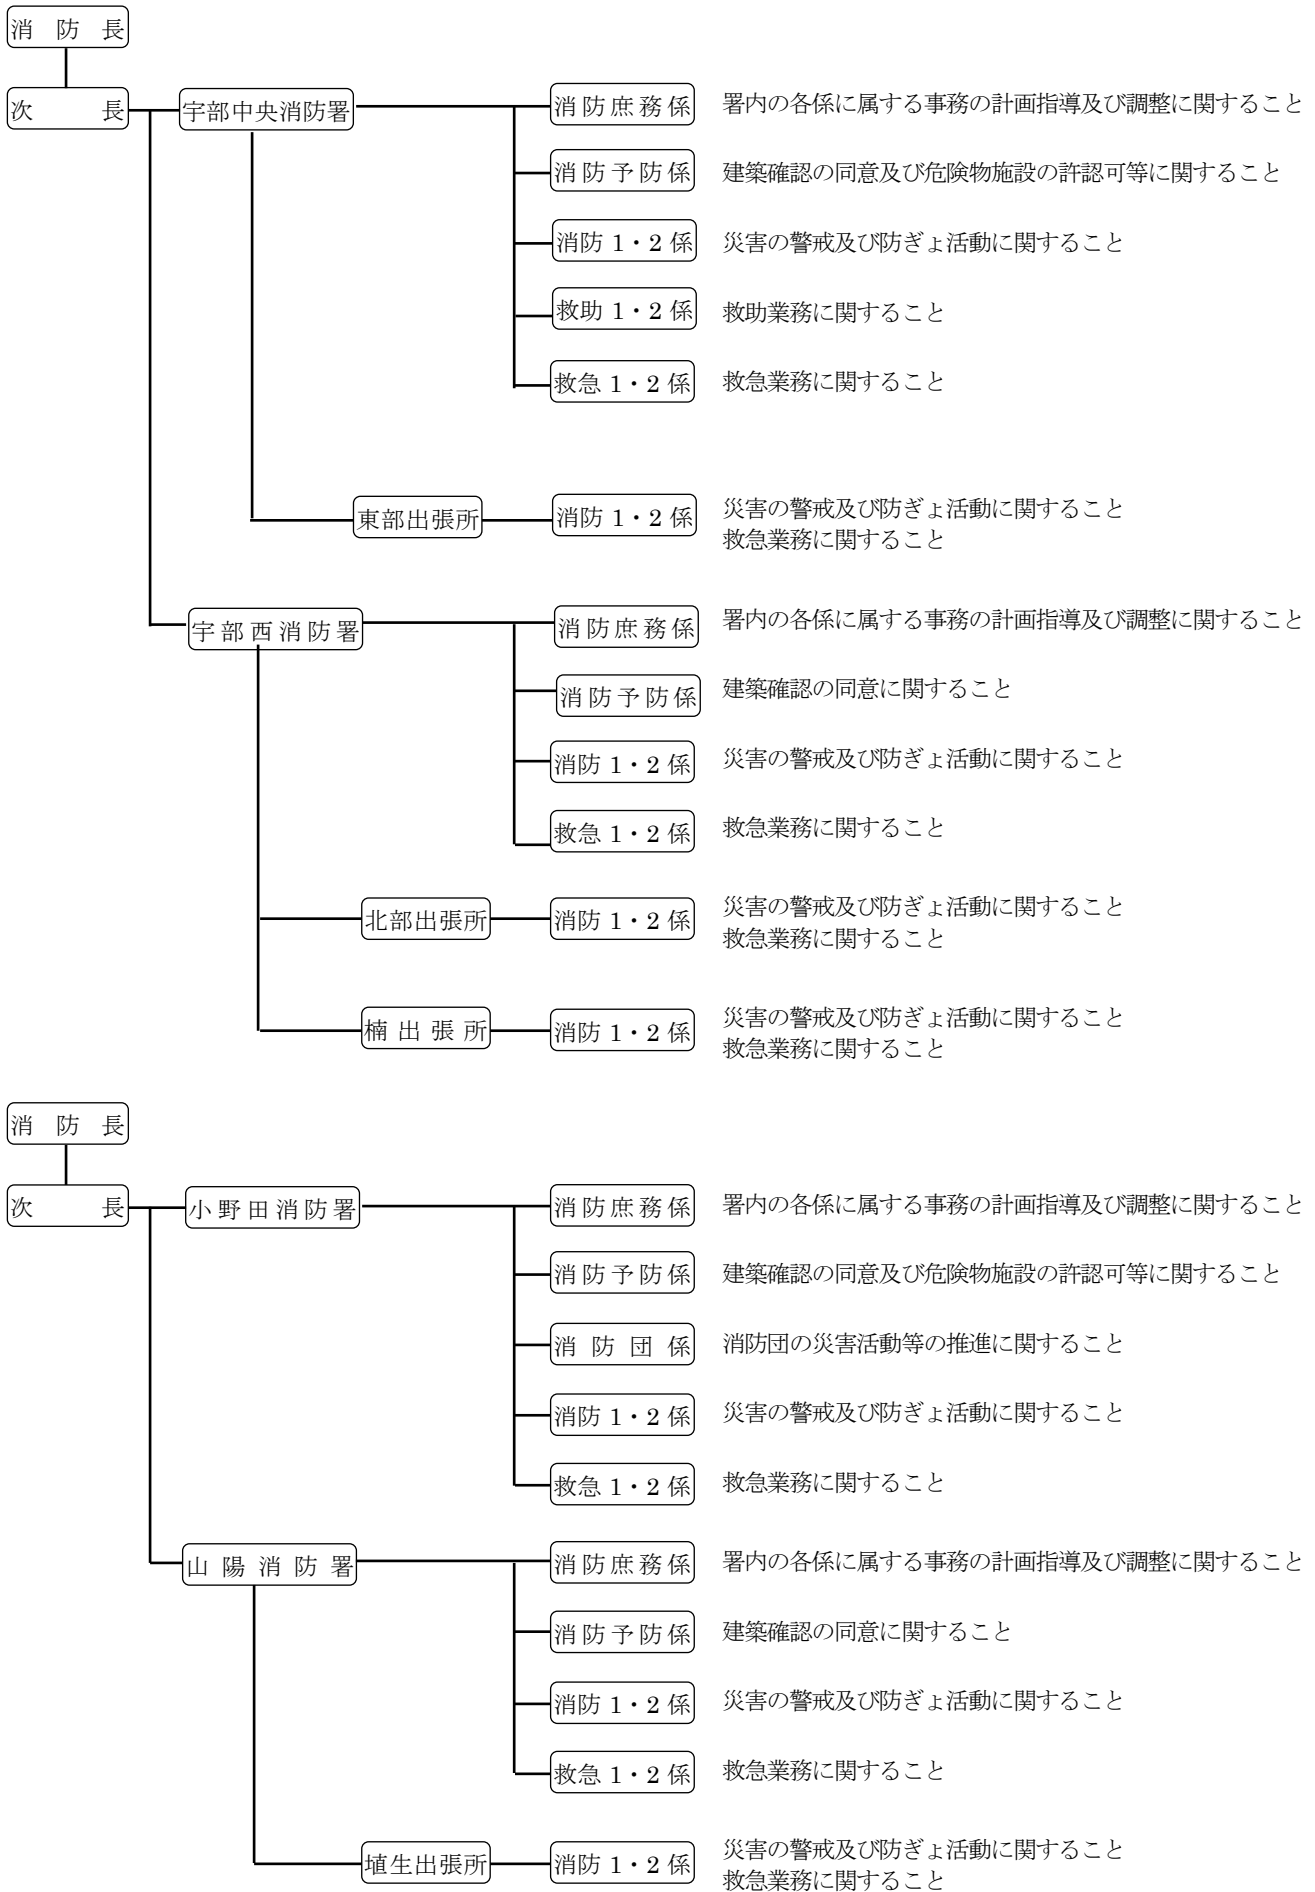 消防長
次長
宇部中央消防署
消防庶務係 署内の各係に属する事務の計画指導及び調整に関すること
消防予防係 建築確認の同意及び危険物施設の許認可等に関すること
消防 1・2 係 災害の警戒及び防ぎょ活動に関すること
救助 1・2 係 救助業務に関すること
救急 1・2 係 救急業務に関すること
東部出張所 消防 1・2 係 災害の警戒及び防ぎょ活動に関すること
救急業務に関すること
宇部西消防署
消防庶務係 署内の各係に属する事務の計画指導及び調整に関すること
消防予防係 建築確認の同意に関すること
消防 1・2 係 災害の警戒及び防ぎょ活動に関すること
救急 1・2 係 救急業務に関すること
北部出張所 消防 1・2 係 災害の警戒及び防ぎょ活動に関すること
救急業務に関すること
楠出張所 消防 1・2 係 災害の警戒及び防ぎょ活動に関すること
救急業務に関すること
消防長
次長
小野田消防署
消防庶務係 署内の各係に属する事務の計画指導及び調整に関すること
消防予防係 建築確認の同意及び危険物施設の許認可等に関すること
消防団係 消防団の災害活動等の推進に関すること
消防 1・2 係 災害の警戒及び防ぎょ活動に関すること
救急 1・2 係 救急業務に関すること
山陽消防署
消防庶務係 署内の各係に属する事務の計画指導及び調整に関すること
消防予防係 建築確認の同意に関すること
消防 1・2 係 災害の警戒及び防ぎょ活動に関すること
救急 1・2 係 救急業務に関すること
埴生出張所 消防 1・2 係 災害の警戒及び防ぎょ活動に関すること
救急業務に関すること